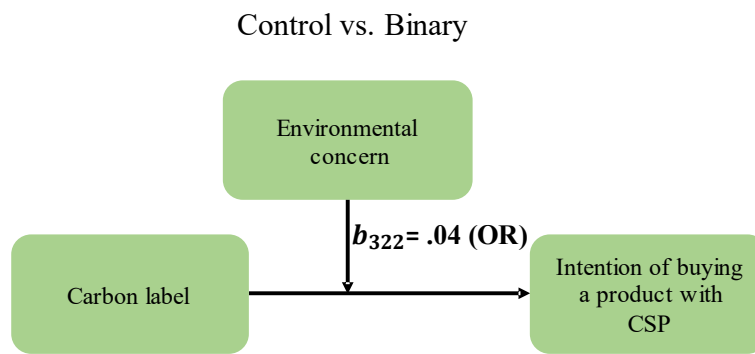 Control vs. Binary
Environmental
concern
𝒃₃₂₂= .04 (OR)
Carbon label
Intention of buying
a product with
CSP